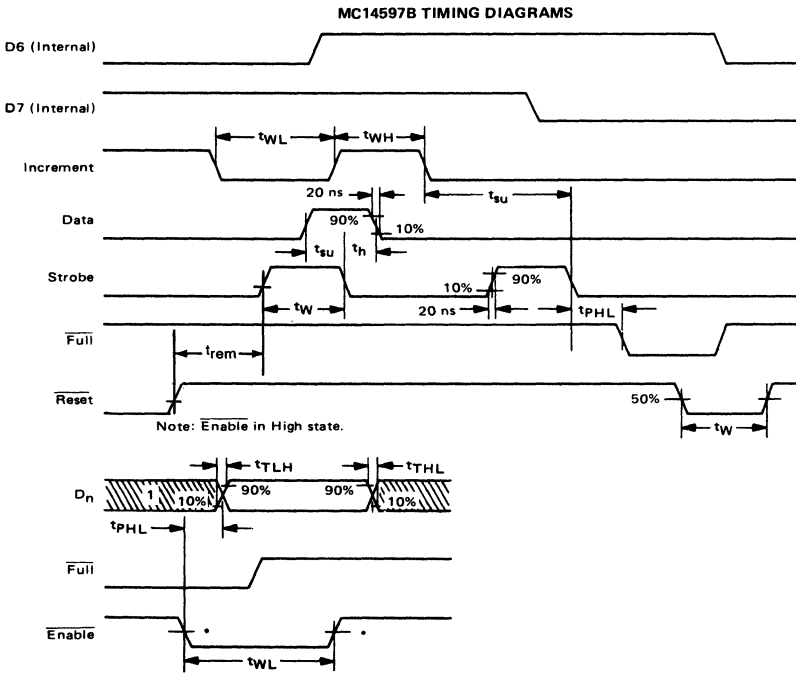 MC14597B TIMING DIAGRAMS
D6 (Internal)
D7 (Internal)
tWL
tWH
Increment
20 ns
tsu
Data
90%
10%
tsu
th
Strobe
10%
90%
tW
20 ns
tPHL
Full
trem
Reset
50%
Note: Enable in High state.
tW
tTLH
tTHL
Dn
1
10%
90%
90%
10%
tPHL
Full
Enable
tWL